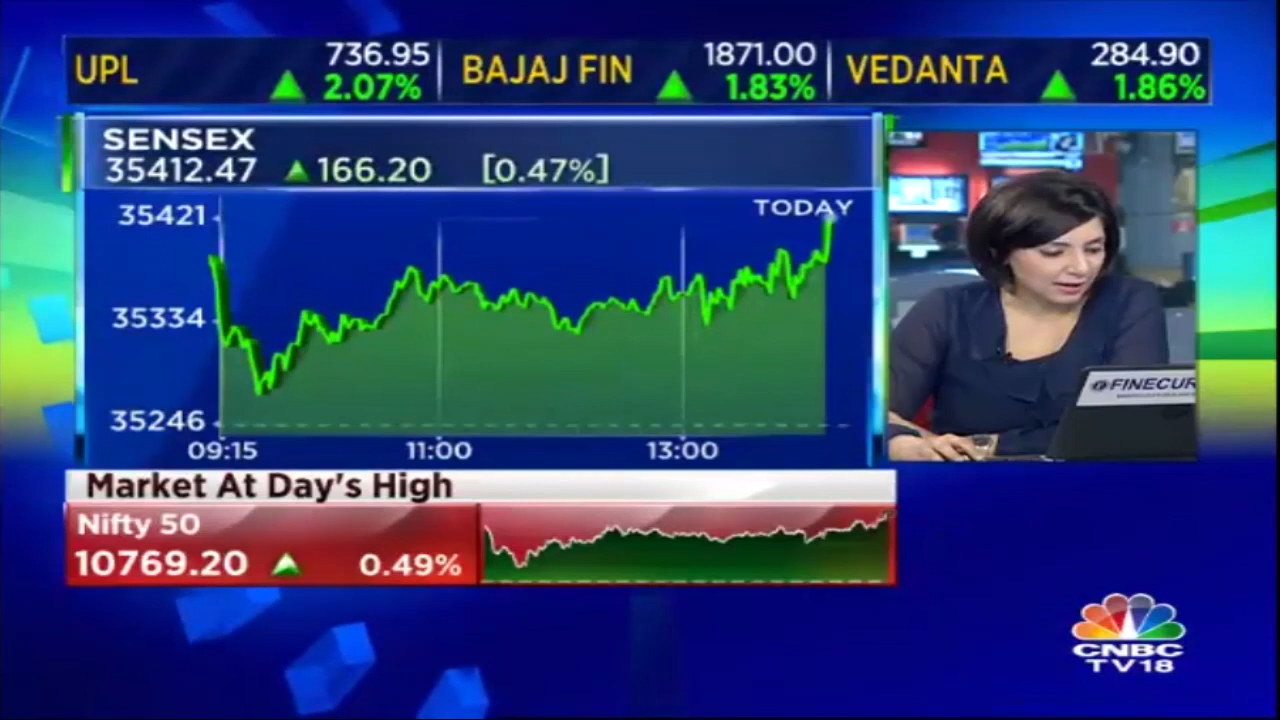 UPL
736.95
▲ 2.07%
BAJAJ FIN
1871.00
▲ 1.83%
VEDANTA
284.90
▲ 1.86%
SENSEX
35412.47 ▲ 166.20 [0.47%]
TODAY
35421
35334
35246
09:15 11:00 13:00
FINECUR
Market At Day's High
Nifty 50
10769.20 ▲ 0.49%
CNBC
TV18